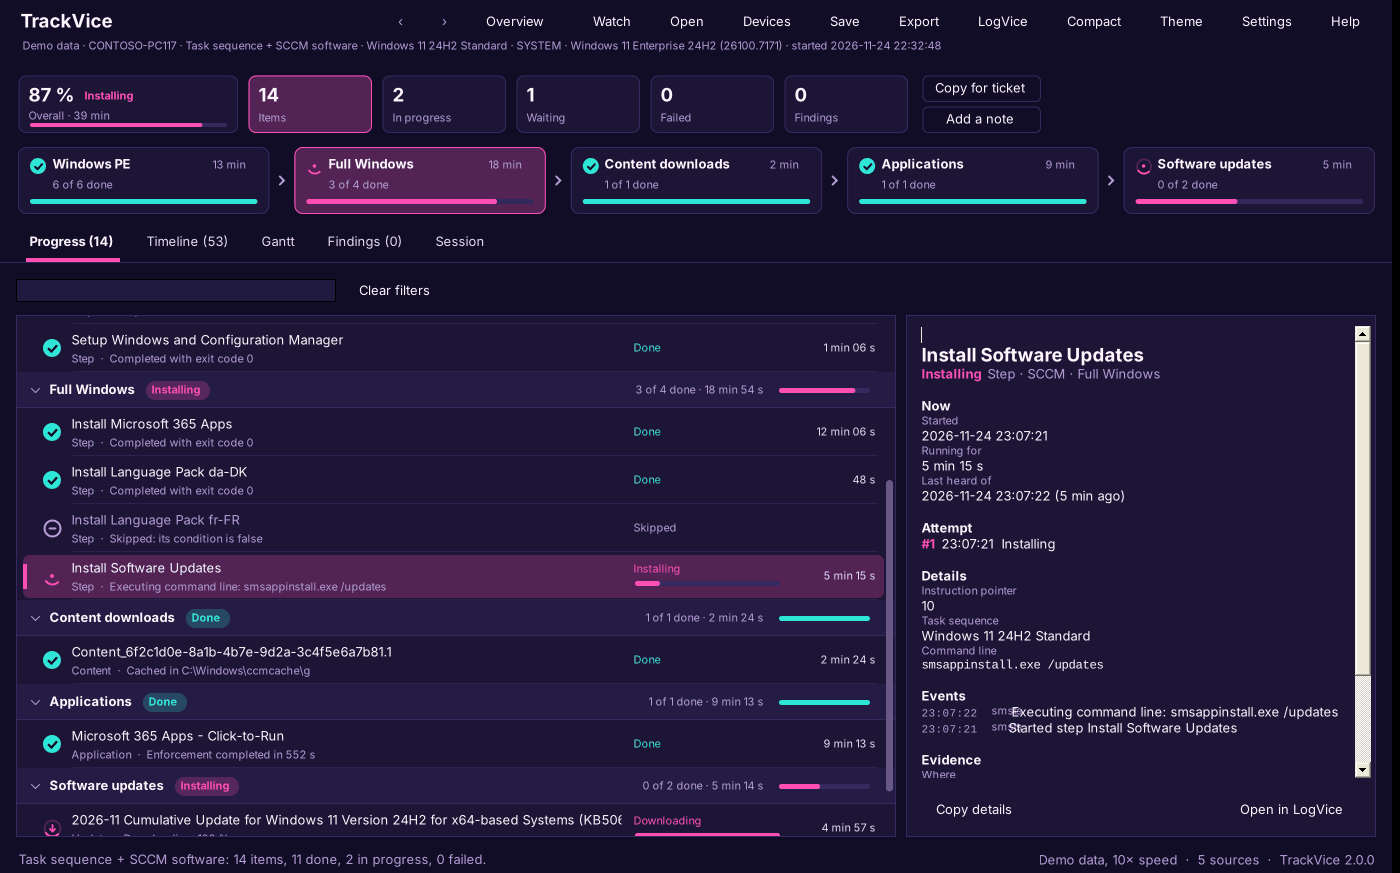 TrackVice
‹ › Overview Watch Open Devices Save Export LogVice Compact Theme Settings Help
Demo data · CONTOSO-PC117 · Task sequence + SCCM software · Windows 11 24H2 Standard · SYSTEM · Windows 11 Enterprise 24H2 (26100.7171) · started 2026-11-24 22:32:48
87 % Installing
Overall · 39 min
14
Items
2
In progress
1
Waiting
0
Failed
0
Findings
Copy for ticket
Add a note
Windows PE 13 min
6 of 6 done
Full Windows 18 min
3 of 4 done
Content downloads 2 min
1 of 1 done
Applications 9 min
1 of 1 done
Software updates 5 min
0 of 2 done
Progress (14) Timeline (53) Gantt Findings (0) Session
Clear filters
Setup Windows and Configuration Manager Done 1 min 06 s
Step · Completed with exit code 0
Full Windows Installing 3 of 4 done · 18 min 54 s
Install Microsoft 365 Apps Done 12 min 06 s
Step · Completed with exit code 0
Install Language Pack da-DK Done 48 s
Step · Completed with exit code 0
Install Language Pack fr-FR Skipped
Step · Skipped: its condition is false
Install Software Updates Installing 5 min 15 s
Step · Executing command line: smsappinstall.exe /updates
Content downloads Done 1 of 1 done · 2 min 24 s
Content_6f2c1d0e-8a1b-4b7e-9d2a-3c4f5e6a7b81.1 Done 2 min 24 s
Content · Cached in C:\Windows\ccmcache\g
Applications Done 1 of 1 done · 9 min 13 s
Microsoft 365 Apps - Click-to-Run Done 9 min 13 s
Application · Enforcement completed in 552 s
Software updates Installing 0 of 2 done · 5 min 14 s
2026-11 Cumulative Update for Windows 11 Version 24H2 for x64-based Systems (KB506 Downloading 4 min 57 s
Install Software Updates
Installing Step · SCCM · Full Windows
Now
Started
2026-11-24 23:07:21
Running for
5 min 15 s
Last heard of
2026-11-24 23:07:22 (5 min ago)
Attempt
#1 23:07:21 Installing
Details
Instruction pointer
10
Task sequence
Windows 11 24H2 Standard
Command line
smsappinstall.exe /updates
Events
23:07:22 Executing command line: smsappinstall.exe /updates
23:07:21 Started step Install Software Updates
Evidence
Where
Copy details Open in LogVice
Task sequence + SCCM software: 14 items, 11 done, 2 in progress, 0 failed.
Demo data, 10× speed · 5 sources · TrackVice 2.0.0